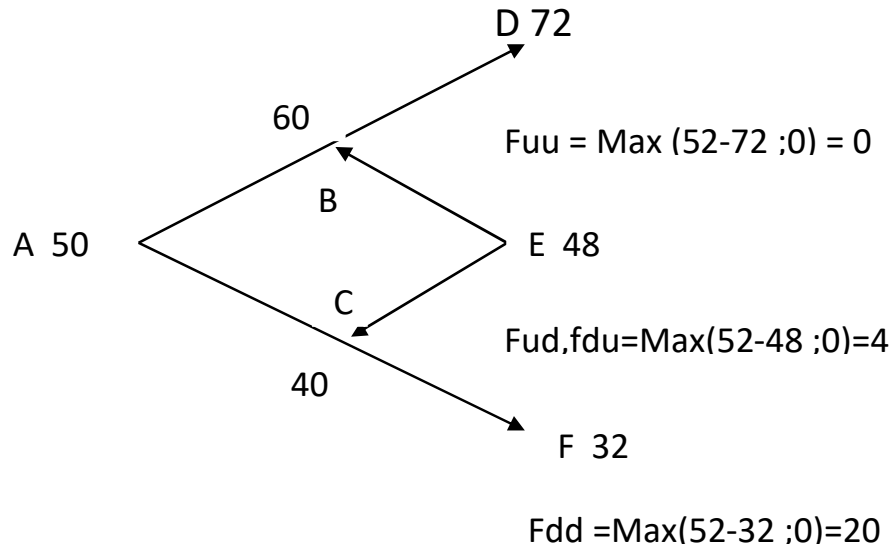 D 72
60
Fuu = Max (52-72 ;0) = 0
B
A 50
E 48
C
Fud,fdu=Max(52-48 ;0)=4
40
F 32
Fdd =Max(52-32 ;0)=20